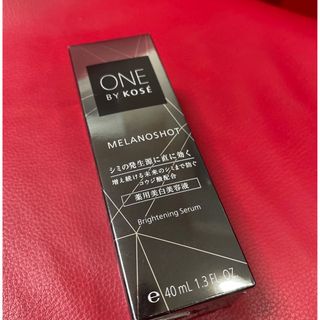 ONE
BY KOSÉ
MELANOSHOT
シミの発生源に直に効く
増え続ける未来のシミまで防ぐ
コウジ酸配合
薬用美白美容液
Brightening Serum
℮ 40 mL 1.3 FL. OZ.